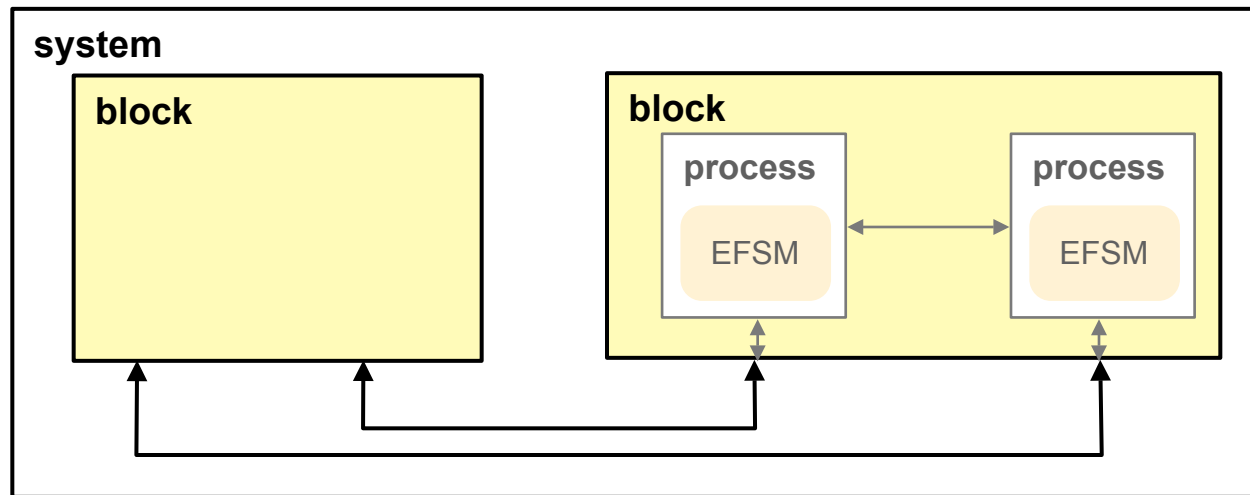 system
block
block
process
process
EFSM
EFSM